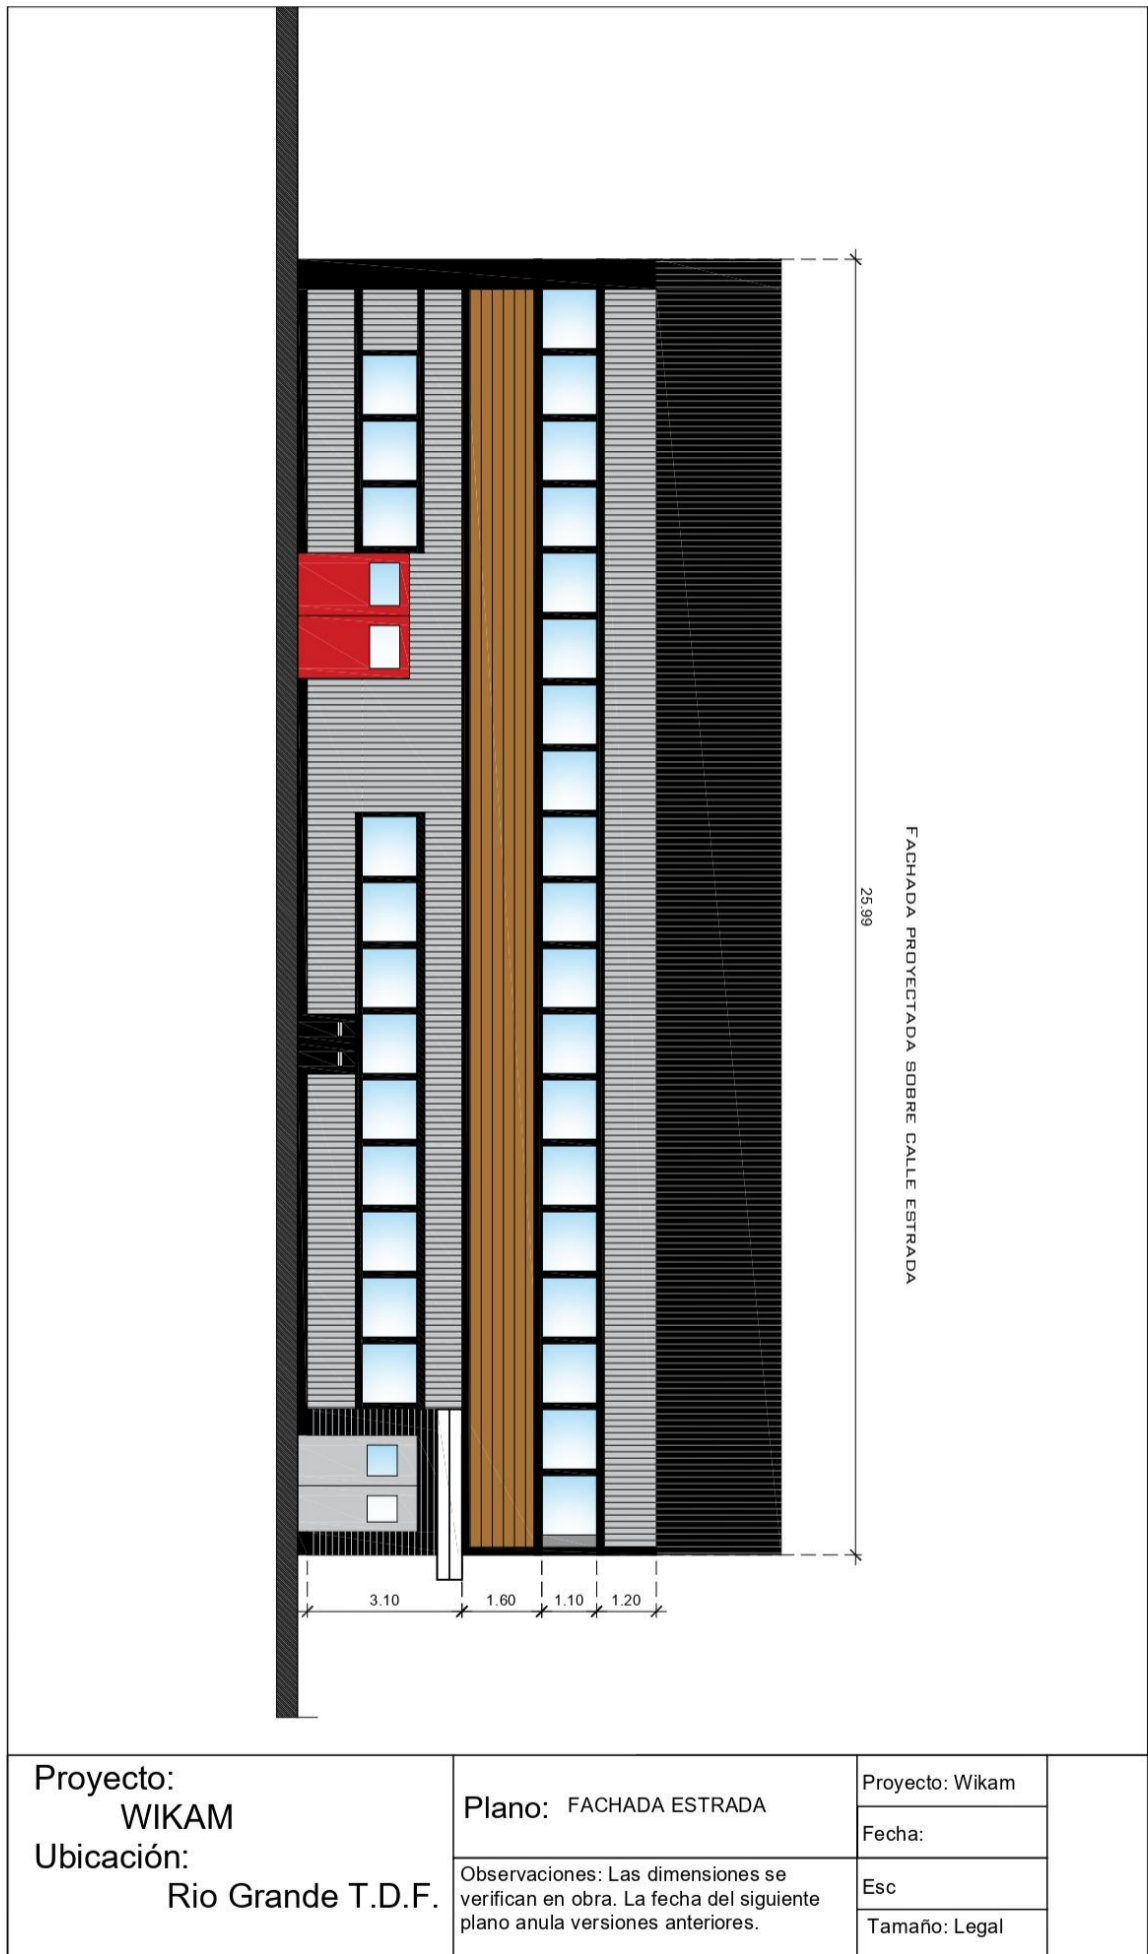 FACHADA PROYECTADA SOBRE CALLE ESTRADA
25.99
3.10
1.60
1.10
1.20
Proyecto:
WIKAM
Ubicación:
Rio Grande T.D.F.
Plano: FACHADA ESTRADA
Observaciones: Las dimensiones se
verifican en obra. La fecha del siguiente
plano anula versiones anteriores.
Proyecto: Wikam
Fecha:
Esc
Tamaño: Legal